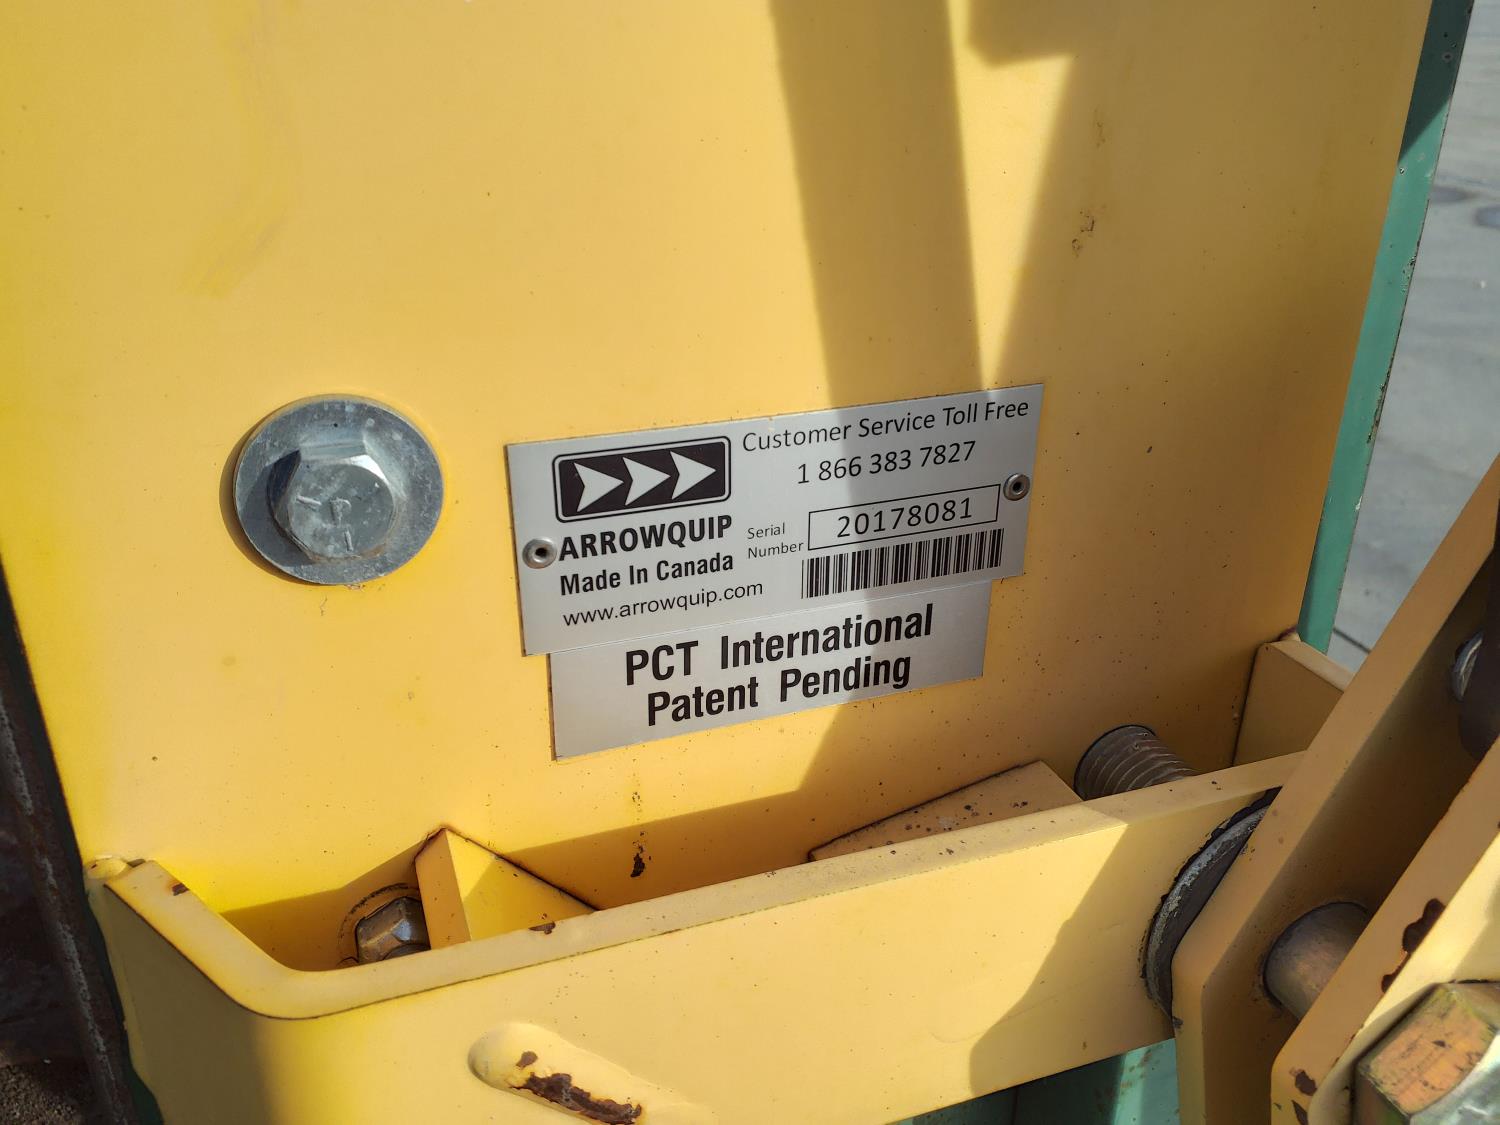 Customer Service Toll Free
1 866 383 7827
ARROWQUIP
Made In Canada
www.arrowquip.com
Serial
Number
20178081
PCT International
Patent Pending